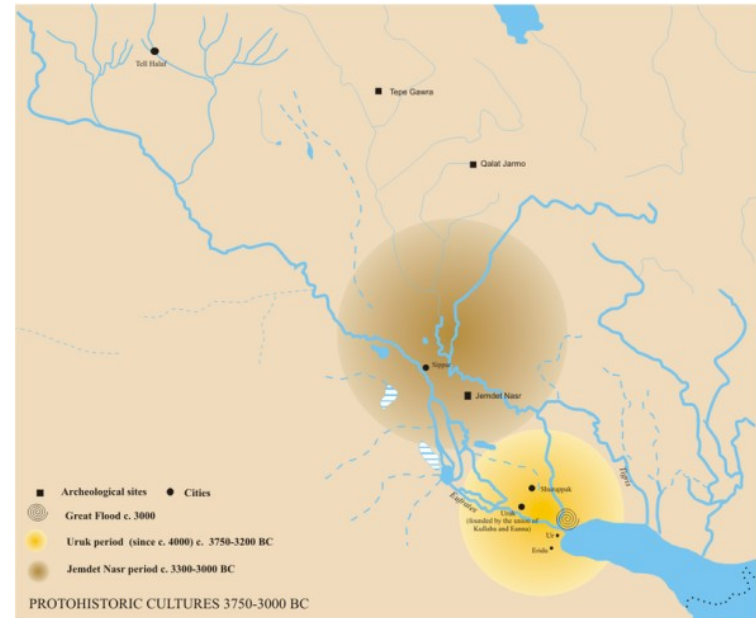 Tell Halaf
Tepe Gawra
Qalat Jarmo
Sippar
Jemdet Nasr
Shuruppak
Tigris
Eufrates
Uruk
(founded by the union of
Kullaba and Eanna)
Ur
Eridu
Archeological sites
Cities
Great Flood c. 3000
Uruk period (since c. 4000) c. 3750-3200 BC
Jemdet Nasr period c. 3300-3000 BC
PROTOHISTORIC CULTURES 3750-3000 BC